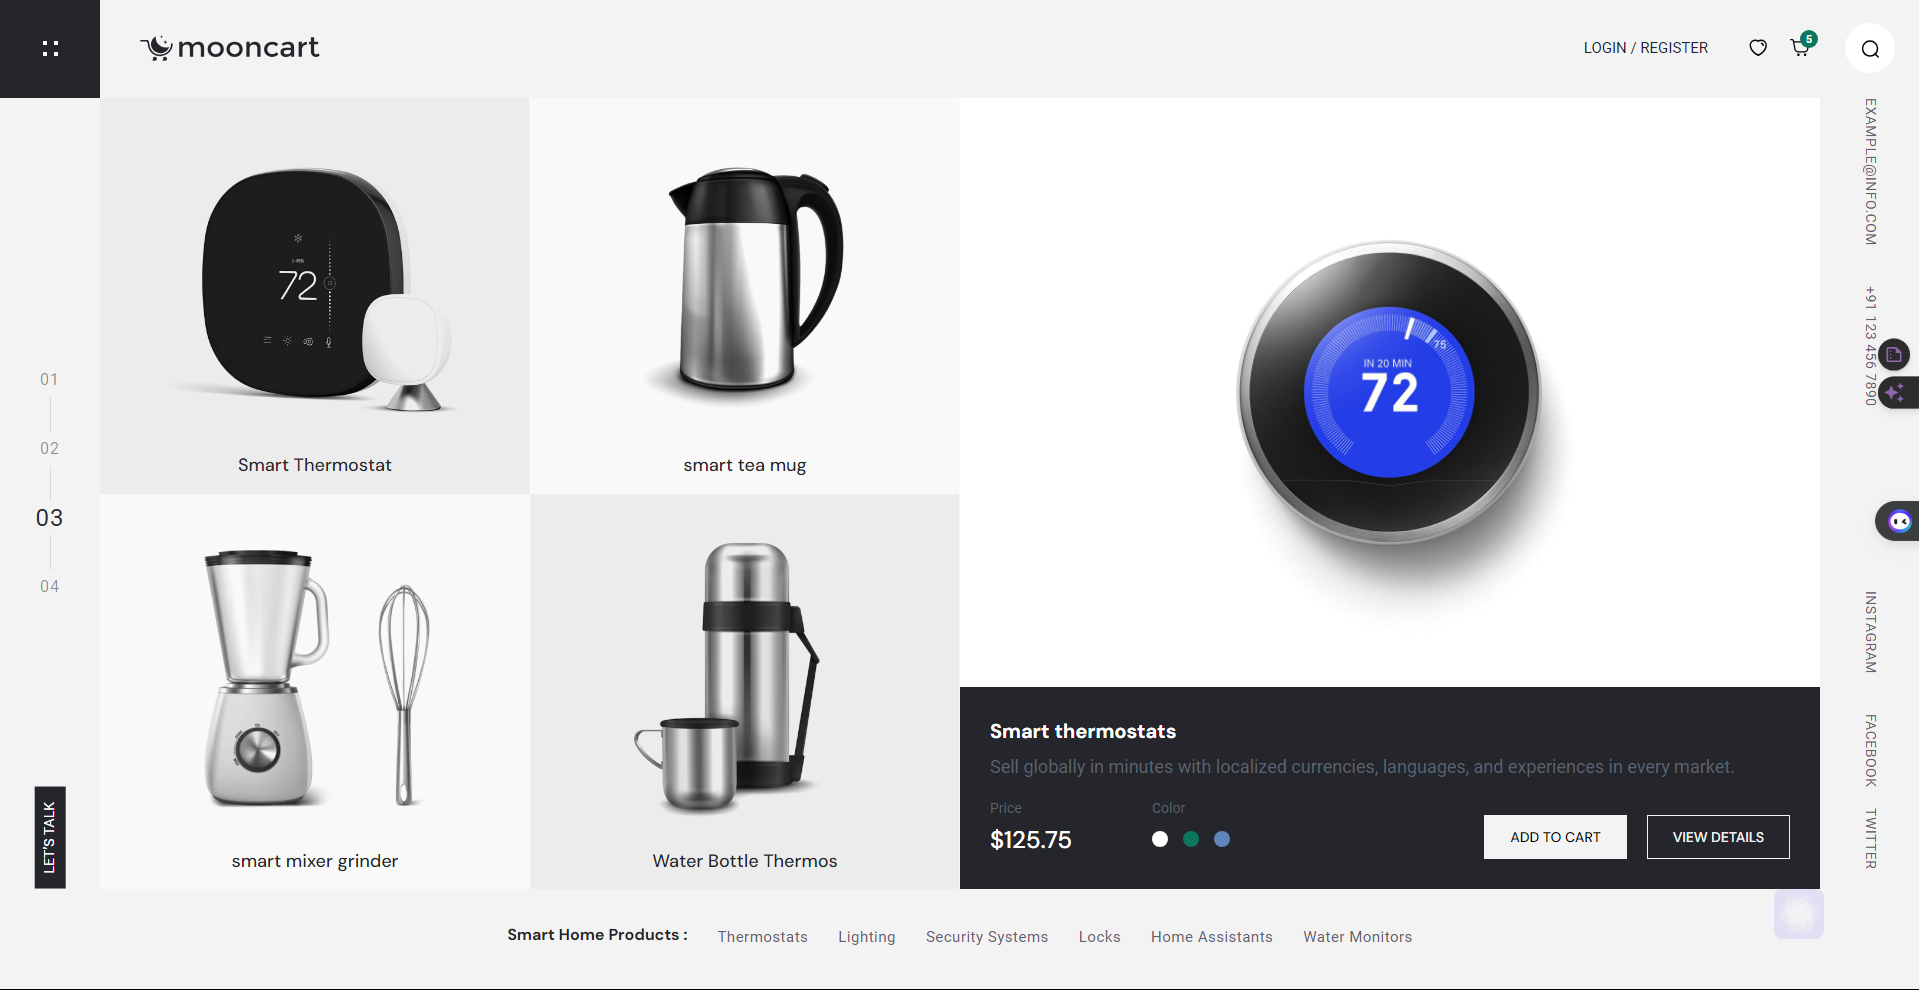 mooncart
LOGIN / REGISTER
5
EXAMPLE@INFO.COM
+91 123 456 7890
INSTAGRAM
FACEBOOK
TWITTER
01
02
03
04
LET'S TALK
72
Smart Thermostat
smart tea mug
smart mixer grinder
Water Bottle Thermos
75
IN 20 MIN
72
Smart thermostats
Sell globally in minutes with localized currencies, languages, and experiences in every market.
Price
Color
$125.75
ADD TO CART
VIEW DETAILS
Smart Home Products : Thermostats Lighting Security Systems Locks Home Assistants Water Monitors